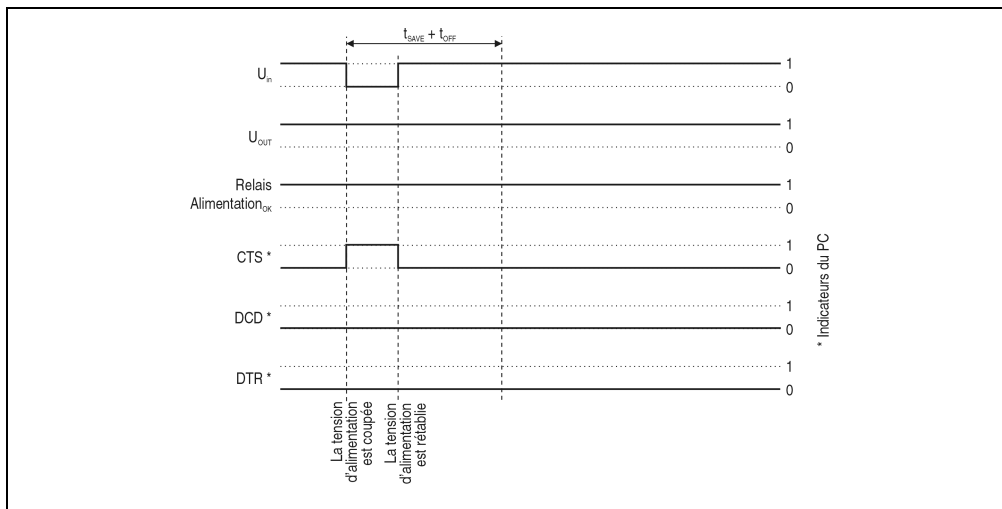 tSAVE + tOFF
Uin
1
0
UOUT
1
0
Relais
AlimentationOK
1
0
CTS *
1
0
DCD *
1
0
DTR *
1
0
* Indicateurs du PC
La tension
d'alimentation
est coupée
La tension
d'alimentation
est rétablie